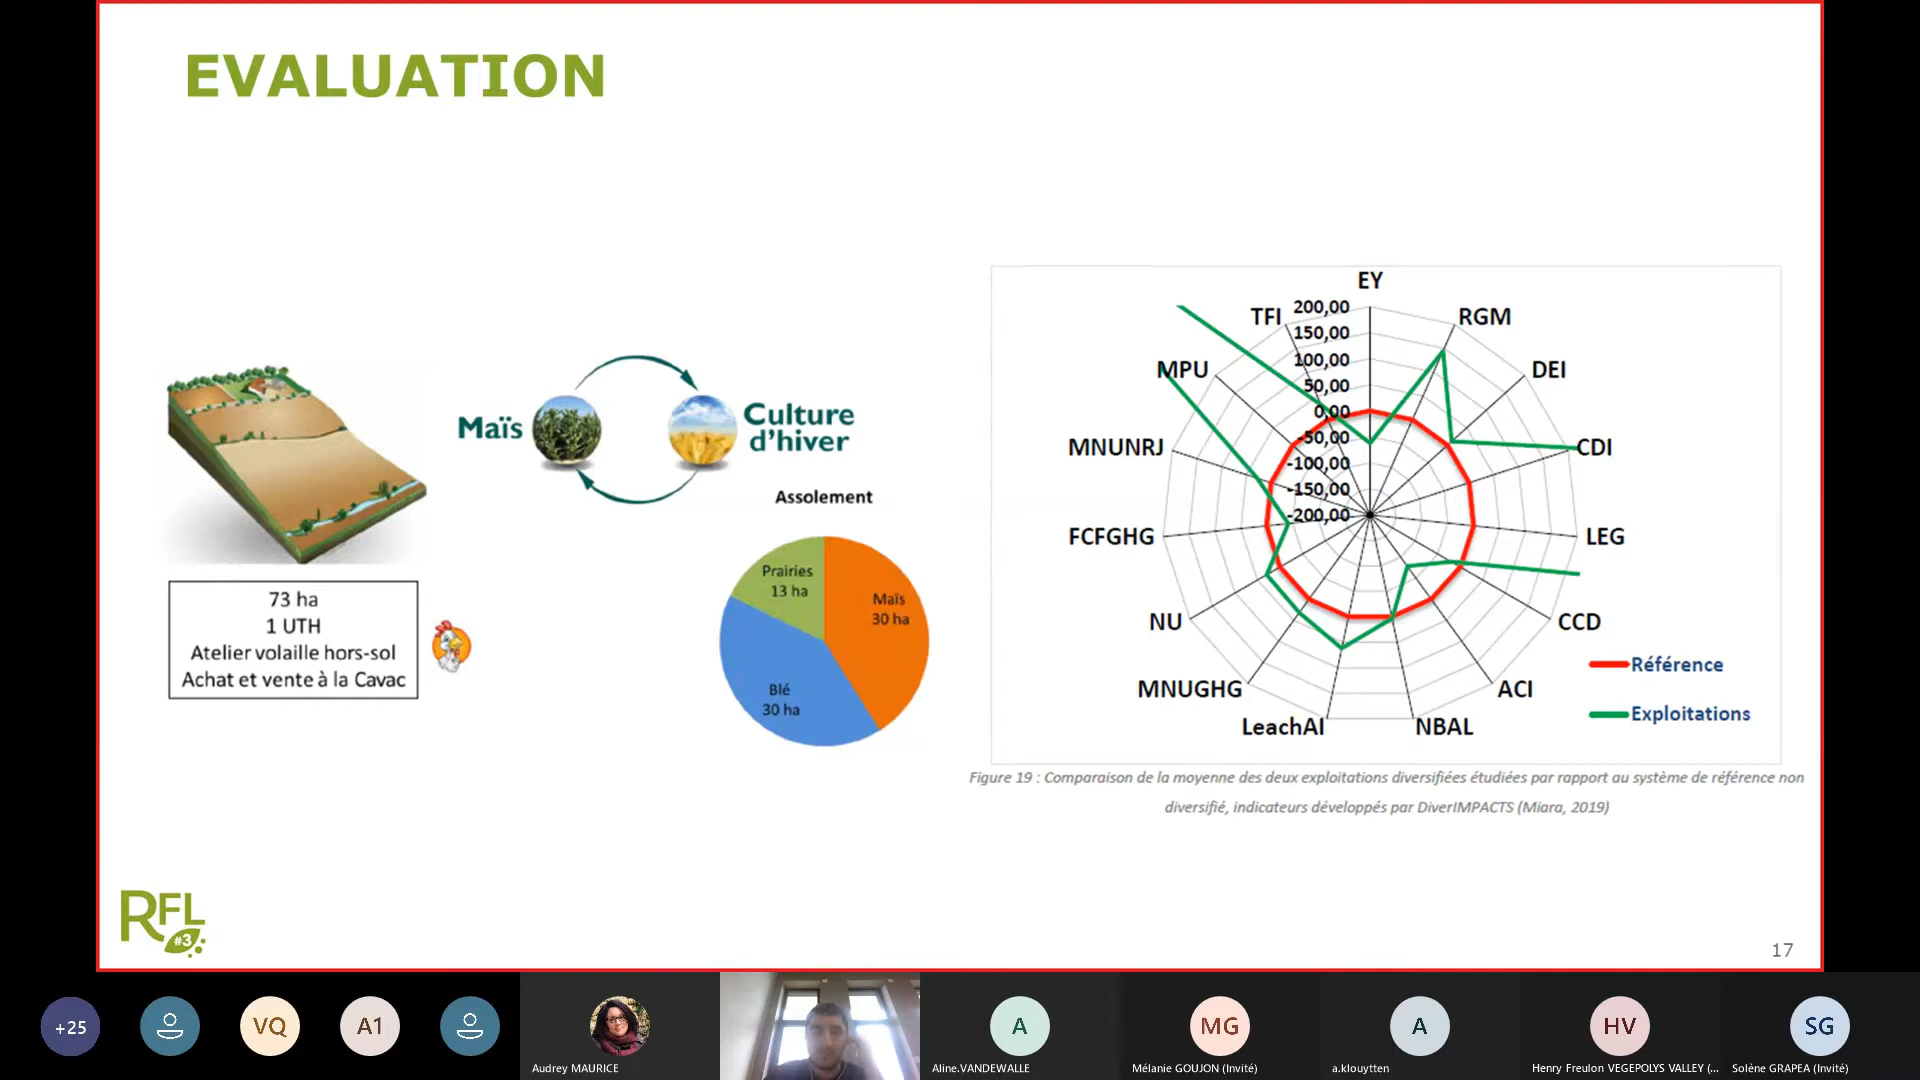 EVALUATION
Maïs
Culture
d'hiver
73 ha
1 UTH
Atelier volaille hors-sol
Achat et vente à la Cavac
Assolement
Prairies
13 ha
Maïs
30 ha
Blé
30 ha
EY
RGM
DEI
CDI
LEG
CCD
ACI
NBAL
LeachAI
MNUGHG
NU
FCFGHG
MNUNRJ
MPU
TFI
200,00
150,00
100,00
50,00
0,00
-50,00
-100,00
-150,00
-200,00
Référence
Exploitations
Figure 19 : Comparaison de la moyenne des deux exploitations diversifiées étudiées par rapport au système de référence non
diversifié, indicateurs développés par DiverIMPACTS (Miara, 2019)
RFL
#3
17
+25
VQ
A1
Audrey MAURICE
A
Aline.VANDEWALLE
MG
Mélanie GOUJON (Invité)
A
a.klouytten
HV
Henry Freulon VEGEPOLYS VALLEY (...
SG
Solène GRAPEA (Invité)